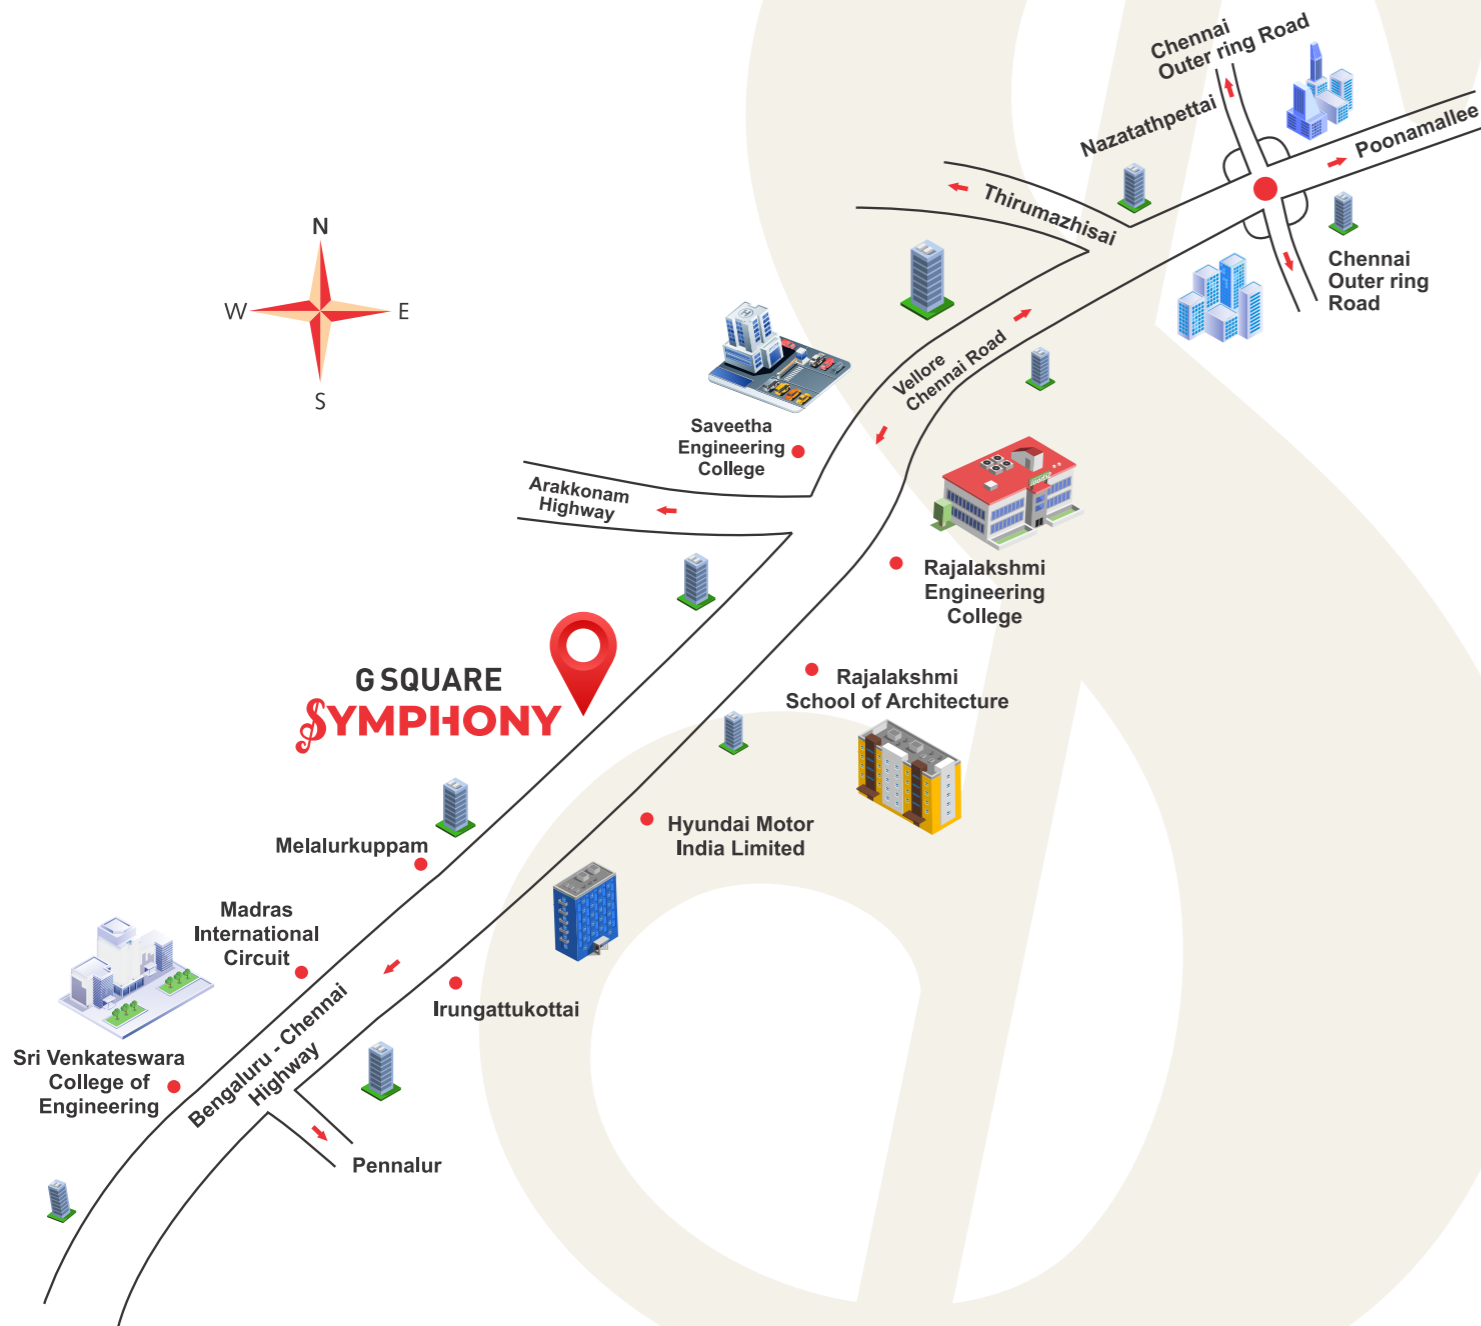 Chennai
Outer ring Road
Nazatathpettai
Poonamallee
Thirumazhisai
N
W
E
S
Chennai
Outer ring
Road
Vellore
Chennai Road
Saveetha
Engineering
College
Arakkonam
Highway
Rajalakshmi
Engineering
College
G SQUARE
SYMPHONY
Rajalakshmi
School of Architecture
Hyundai Motor
India Limited
Melalurkuppam
Madras
International
Circuit
Irungattukottai
Bengaluru - Chennai
Highway
Sri Venkateswara
College of
Engineering
Pennalur